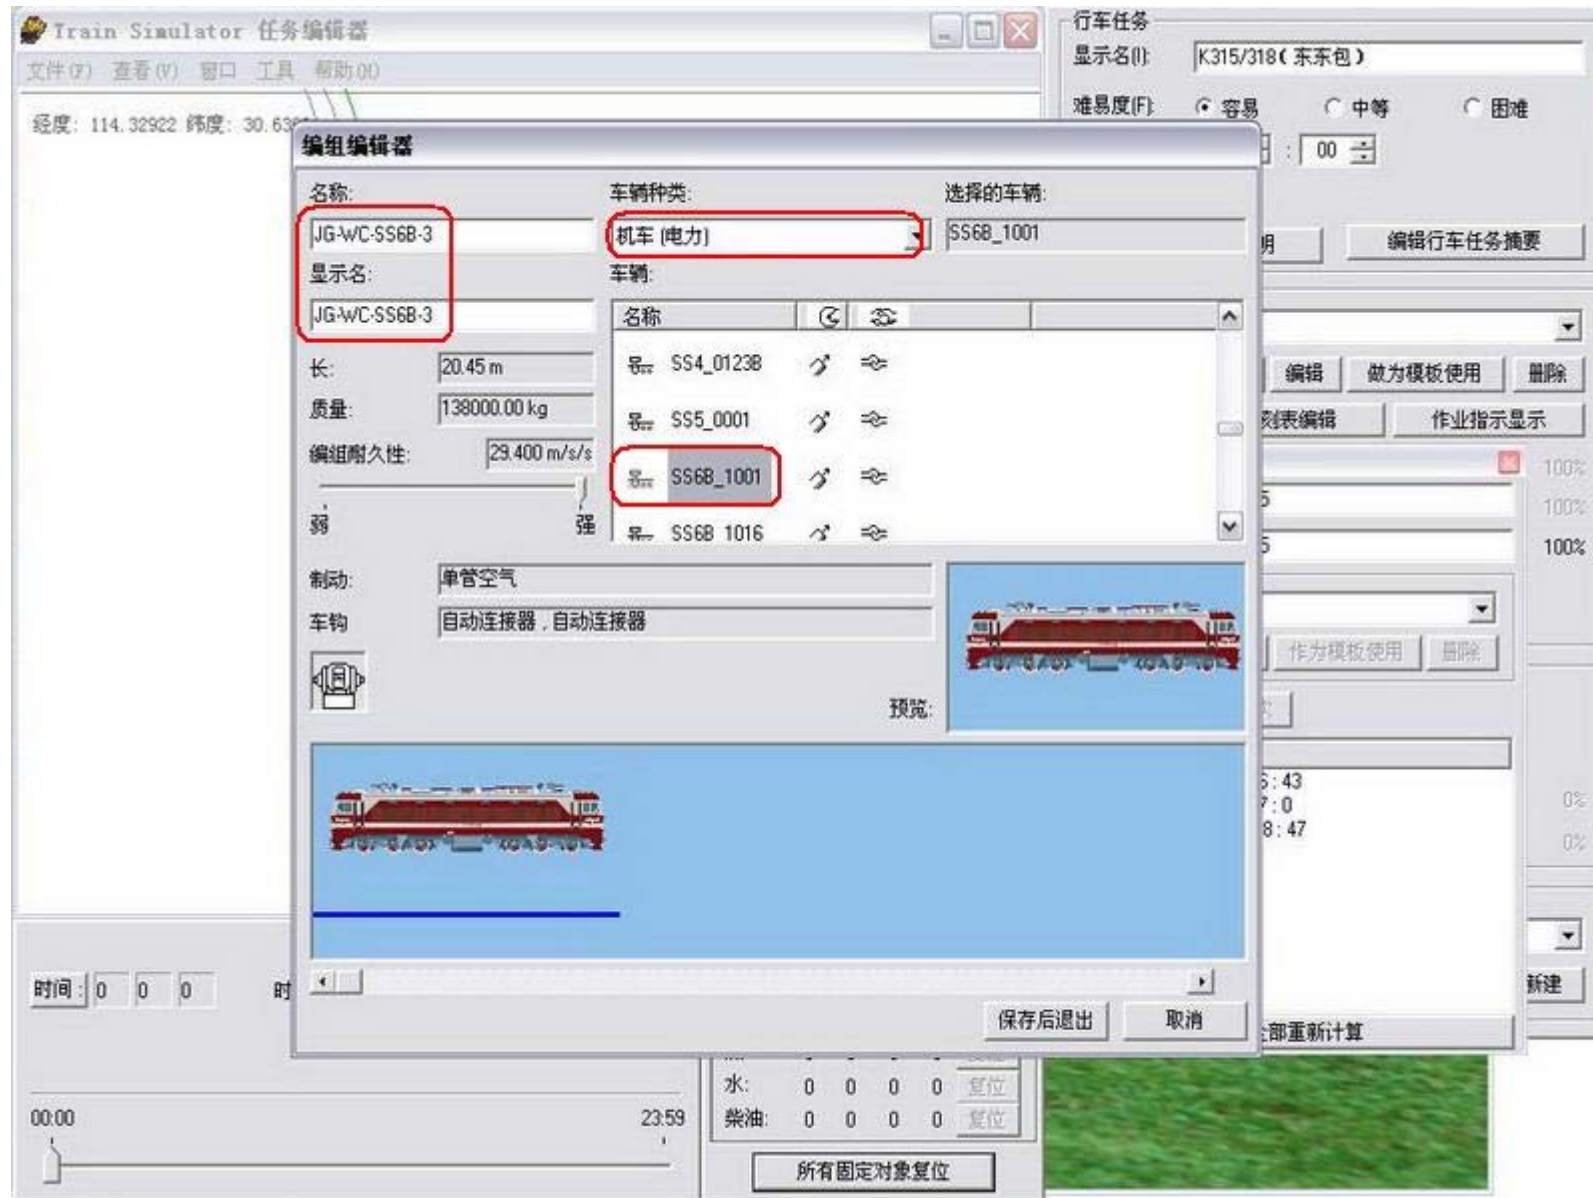 Train Simulator 任务编辑器
文件(F) 查看(V) 窗口 工具 帮助(H)
经度: 114.32922 纬度: 30.63
行车任务
显示名(I):
K315/318(东东包)
难易度(F):
容易
中等
困难
: 00
编辑行车任务摘要
编辑
做为模板使用
删除
刻表编辑
作业指示显示
100%
100%
100%
作为模板使用
删除
:43
:0
8:47
0%
0%
新建
全部重新计算
编组编辑器
名称:
JG-WC-SS6B-3
显示名:
JG-WC-SS6B-3
长:
20.45 m
质量:
138000.00 kg
编组耐久性:
29.400 m/s/s
弱
强
车辆种类:
机车 (电力)
选择的车辆:
SS6B_1001
车辆:
名称
SS4_0123B
SS5_0001
SS6B_1001
SS6B_1016
制动:
单管空气
车钩
自动连接器 , 自动连接器
预览:
保存后退出
取消
时间: 0 0 0
时
00:00
23:59
水: 0 0 0 0 复位
柴油: 0 0 0 0 复位
所有固定对象复位